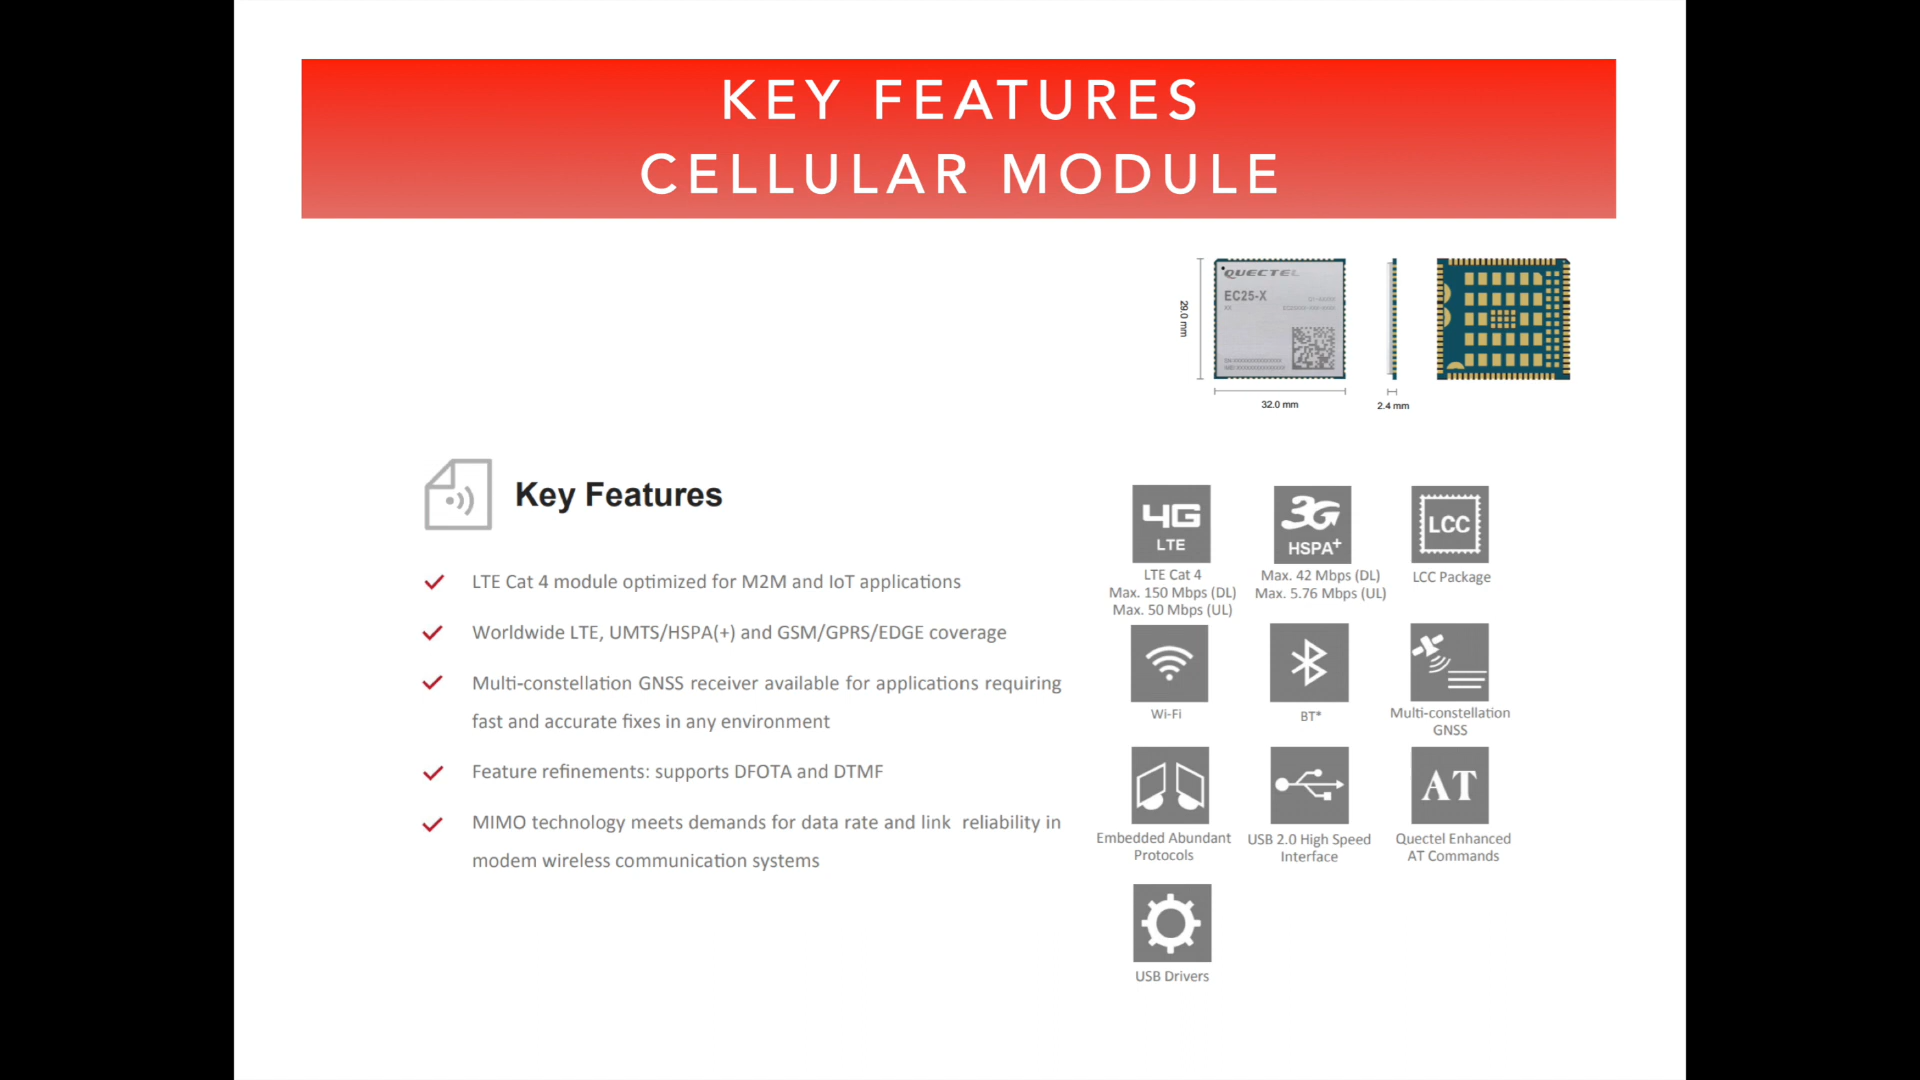 KEY FEATURES
CELLULAR MODULE
QUECTEL
EC25-X
29.0 mm
32.0 mm
2.4 mm
Key Features
LTE Cat 4 module optimized for M2M and IoT applications
Worldwide LTE, UMTS/HSPA(+) and GSM/GPRS/EDGE coverage
Multi-constellation GNSS receiver available for applications requiring
fast and accurate fixes in any environment
Feature refinements: supports DFOTA and DTMF
MIMO technology meets demands for data rate and link reliability in
modem wireless communication systems
4G
LTE
LTE Cat 4
Max. 150 Mbps (DL)
Max. 50 Mbps (UL)
3G
HSPA+
Max. 42 Mbps (DL)
Max. 5.76 Mbps (UL)
LCC
LCC Package
Wi-Fi
BT*
Multi-constellation
GNSS
Embedded Abundant
Protocols
USB 2.0 High Speed
Interface
AT
Quectel Enhanced
AT Commands
USB Drivers